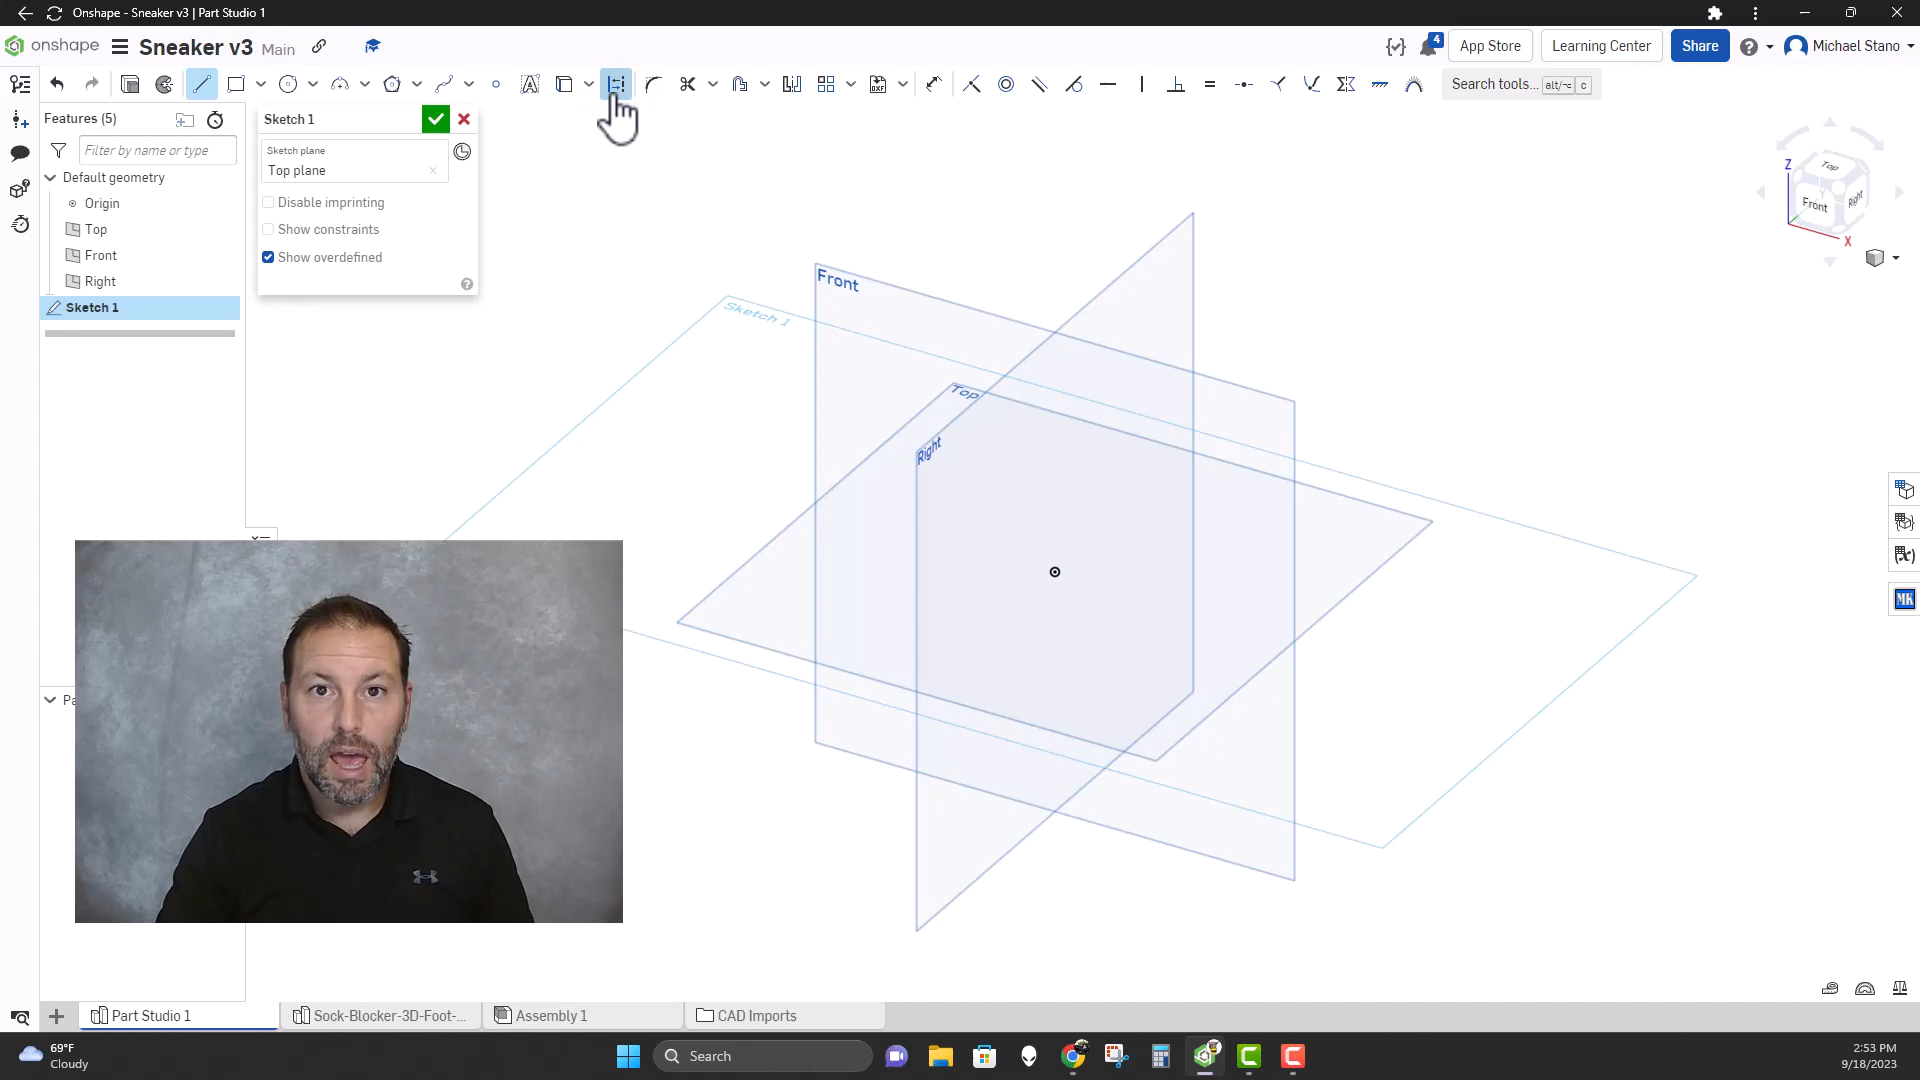 Onshape - Sneaker v3 | Part Studio 1
onshape
Sneaker v3
Main
4
App Store
Learning Center
Share
Michael Stano
Search tools...
alt/⌥
c
Features (5)
Sketch 1
Filter by name or type
Sketch plane
Top plane
Default geometry
Disable imprinting
Origin
Show constraints
Top
Front
Show overdefined
Right
Sketch 1
Z
Top
Y
Front
Right
X
Front
Sketch 1
Top
Right
(x)
MK
Pa
Part Studio 1
Sock-Blocker-3D-Foot-...
Assembly 1
CAD Imports
69°F
Cloudy
Search
2:53 PM
9/18/2023